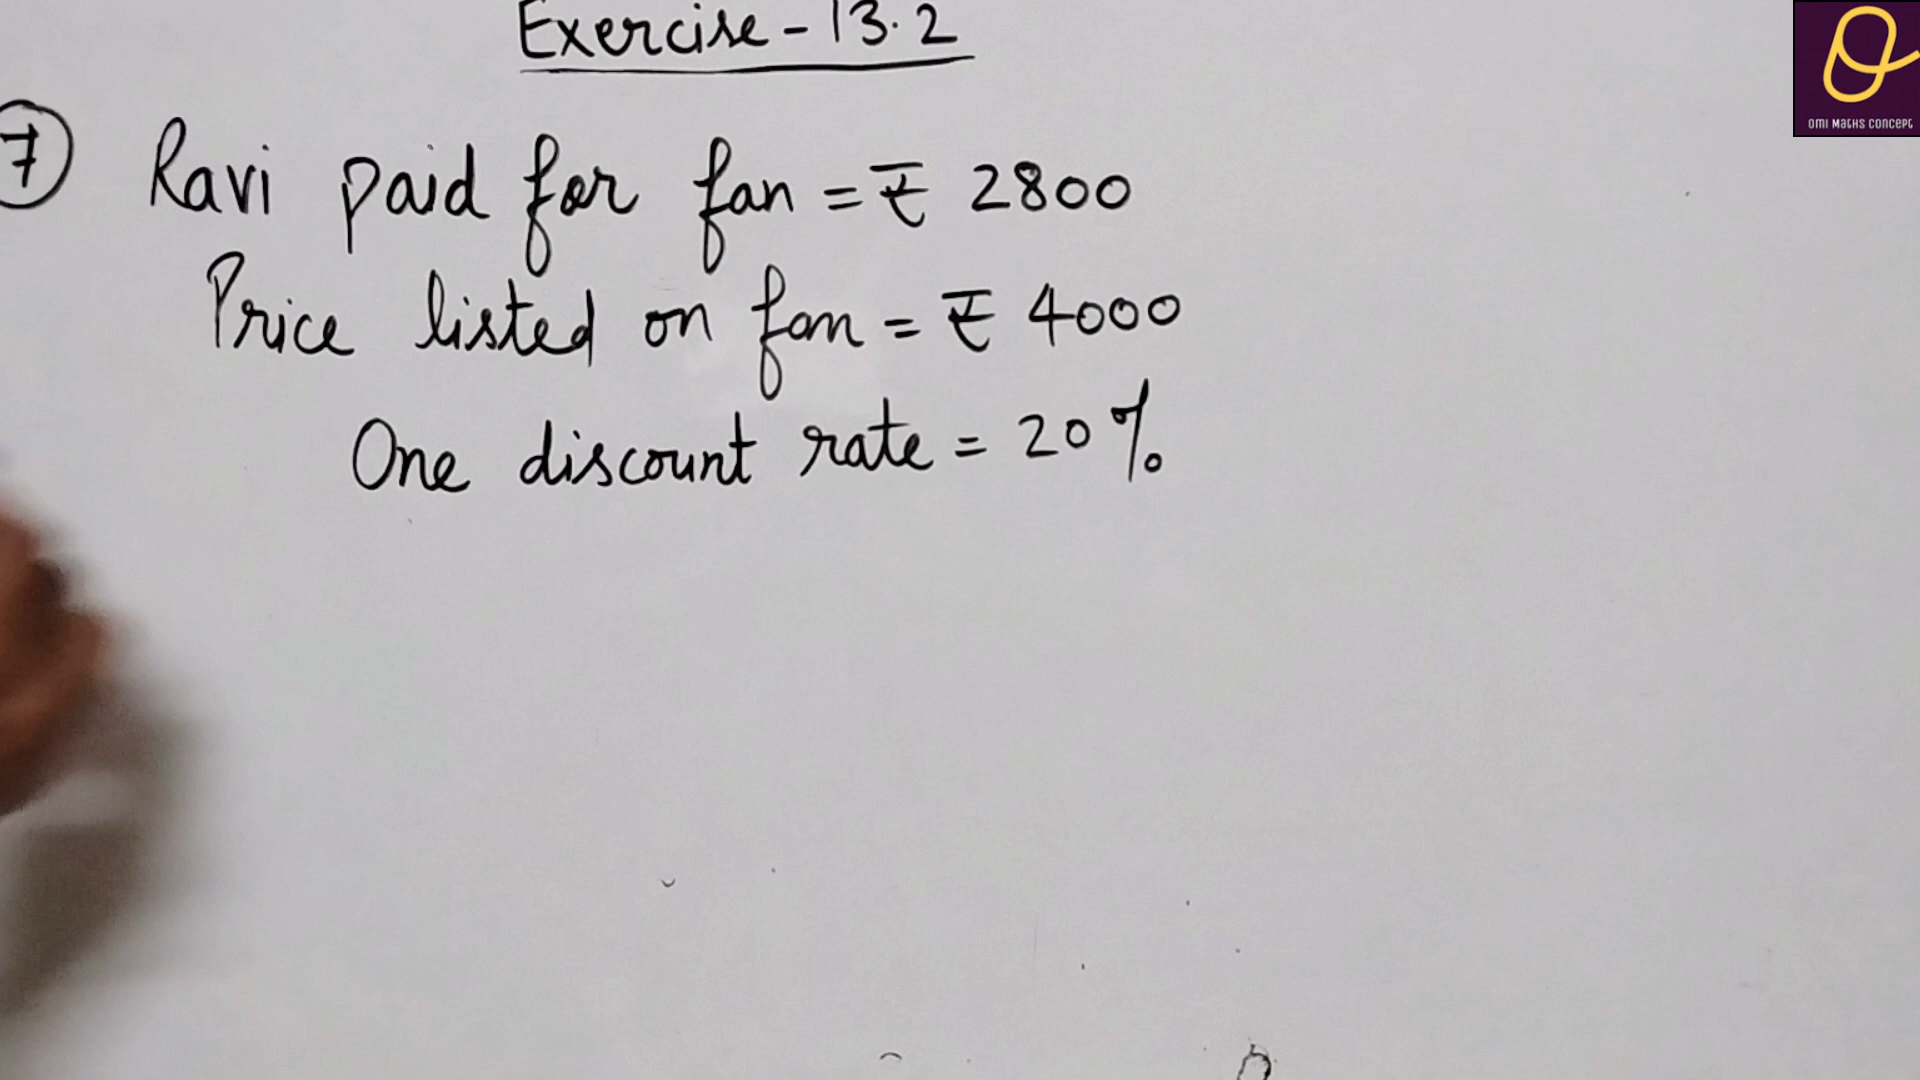 Exercise - 13.2
7 Ravi paid for fan = ₹ 2800
Price listed on fan = ₹ 4000
One discount rate = 20%
OMI MATHS CONCEPT